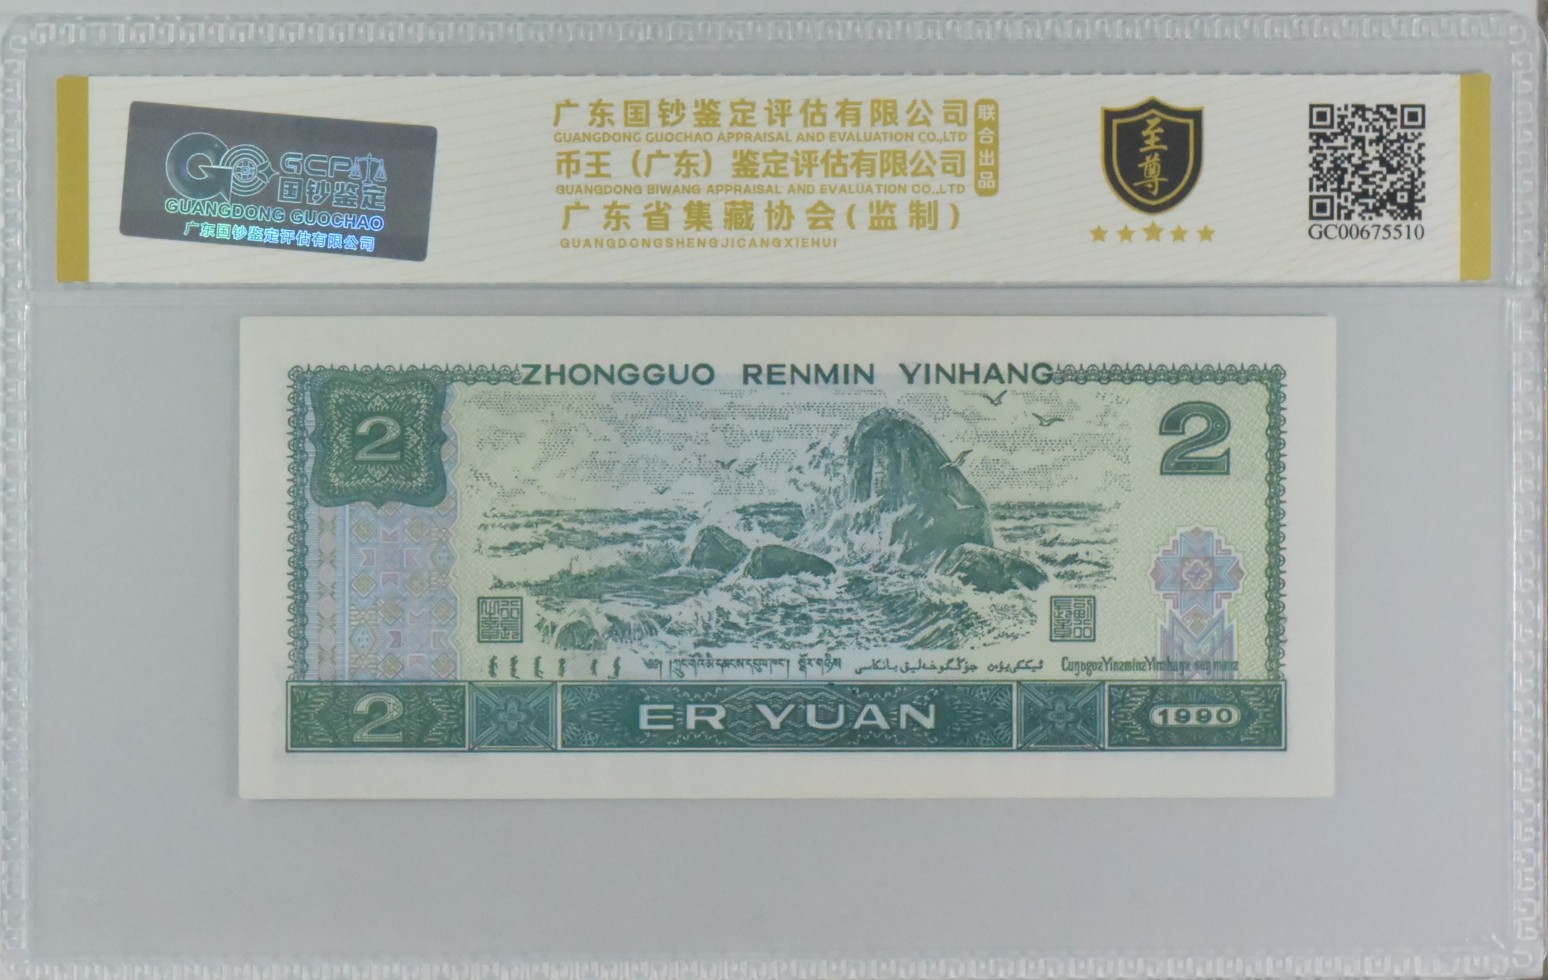 GCP
国钞鉴定
GUANGDONG GUOCHAO
广东国钞鉴定评估有限公司
广东国钞鉴定评估有限公司
GUANGDONG GUOCHAO APPRAISAL AND EVALUATION CO.,LTD
币王（广东）鉴定评估有限公司
GUANGDONG BIWANG APPRAISAL AND EVALUATION CO.,LTD
联合出品
广东省集藏协会(监制)
GUANGDONGSHENGJICANGXIEHUI
至尊
GC00675510
ZHONGGUO RENMIN YINHANG
2
2
2
ER YUAN
1990